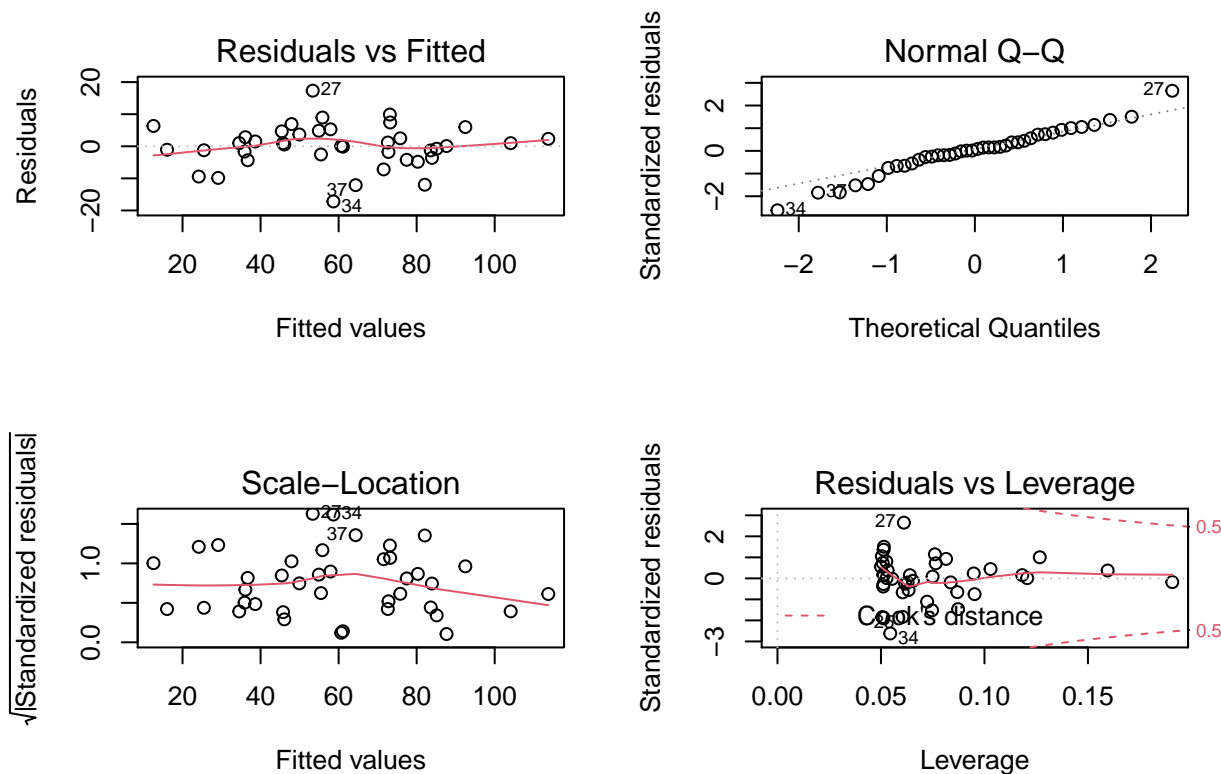 Residuals vs Fitted
Residuals
20
0
−20
27
37
34
20 40 60 80 100
Fitted values
Normal Q−Q
Standardized residuals
2
0
−2
27
37
34
−2 −1 0 1 2
Theoretical Quantiles
Scale−Location
√|Standardized residuals|
1.0
0.0
27 34
37
20 40 60 80 100
Fitted values
Residuals vs Leverage
Standardized residuals
2
0
−3
27
34
0.5
0.5
Cook's distance
0.00 0.05 0.10 0.15
Leverage